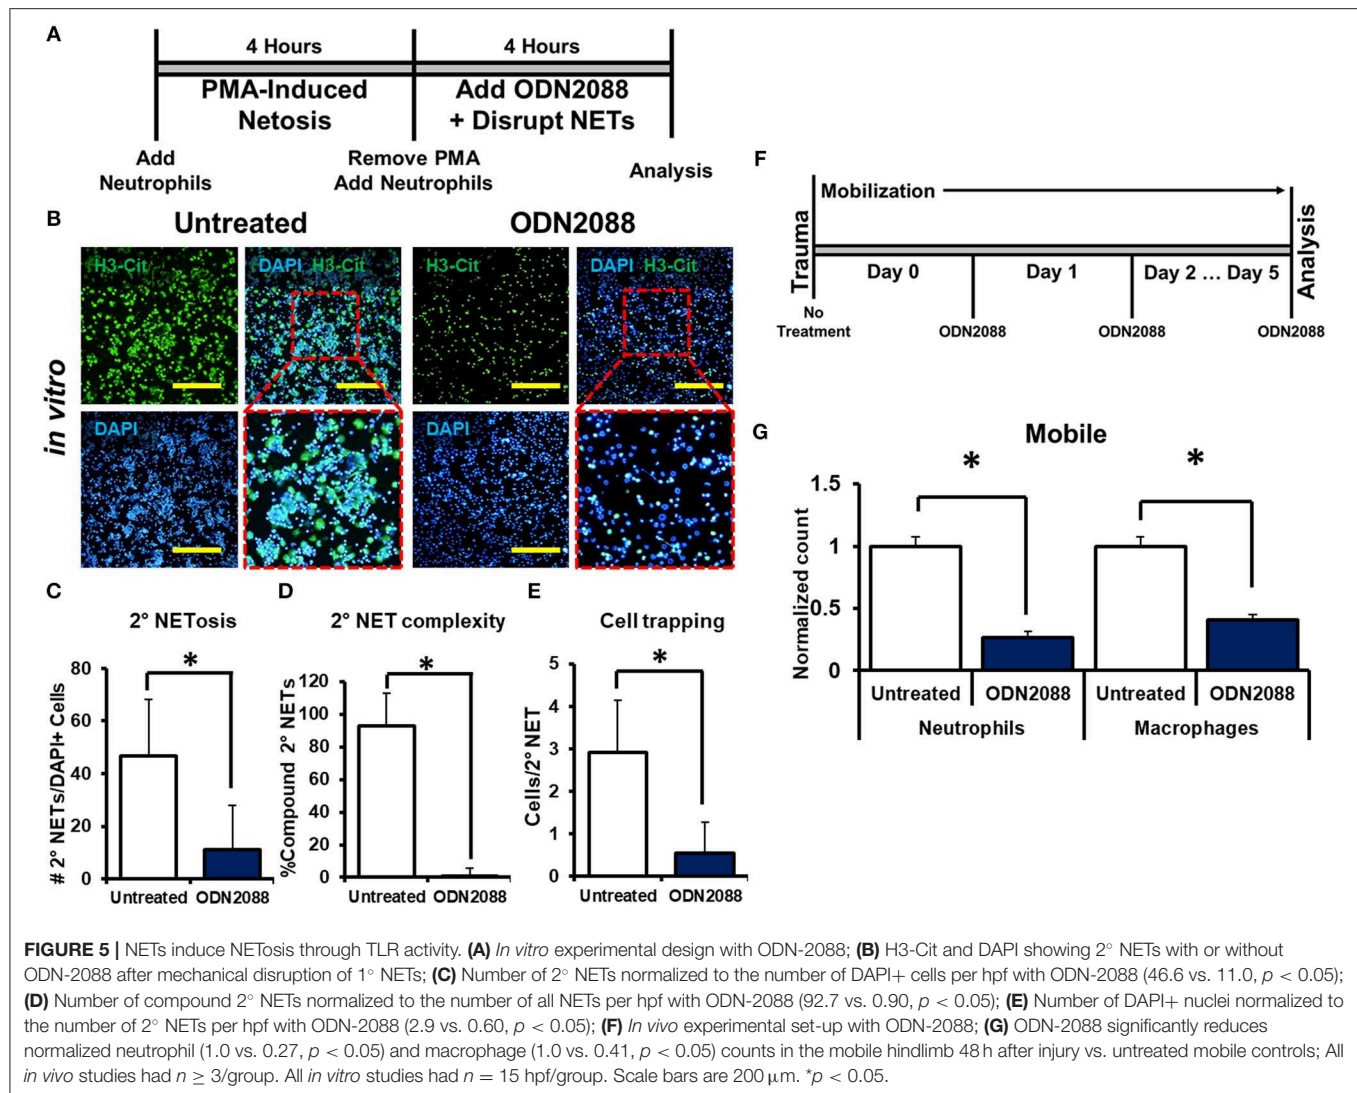 A
4 Hours
4 Hours
PMA-Induced
Netosis
Add ODN2088
+ Disrupt NETs
Add
Neutrophils
Remove PMA
Add Neutrophils
Analysis
B
Untreated
ODN2088
in vitro
H3-Cit
DAPI H3-Cit
H3-Cit
DAPI H3-Cit
DAPI
DAPI
C
2° NETosis
*
# 2° NETs/DAPI+ Cells
80
60
40
20
0
Untreated
ODN2088
D
2° NET complexity
*
%Compound 2° NETs
120
100
80
60
40
20
0
Untreated
ODN2088
E
Cell trapping
*
Cells/2° NET
5
4
3
2
1
0
Untreated
ODN2088
F
Mobilization
Trauma
Analysis
Day 0
Day 1
Day 2 ... Day 5
No
Treatment
ODN2088
ODN2088
ODN2088
G
Mobile
*
*
Normalized count
1.5
1
0.5
0
Untreated
ODN2088
Untreated
ODN2088
Neutrophils
Macrophages
FIGURE 5 | NETs induce NETosis through TLR activity. (A) In vitro experimental design with ODN-2088; (B) H3-Cit and DAPI showing 2° NETs with or without
ODN-2088 after mechanical disruption of 1° NETs; (C) Number of 2° NETs normalized to the number of DAPI+ cells per hpf with ODN-2088 (46.6 vs. 11.0, p < 0.05);
(D) Number of compound 2° NETs normalized to the number of all NETs per hpf with ODN-2088 (92.7 vs. 0.90, p < 0.05); (E) Number of DAPI+ nuclei normalized to
the number of 2° NETs per hpf with ODN-2088 (2.9 vs. 0.60, p < 0.05); (F) In vivo experimental set-up with ODN-2088; (G) ODN-2088 significantly reduces
normalized neutrophil (1.0 vs. 0.27, p < 0.05) and macrophage (1.0 vs. 0.41, p < 0.05) counts in the mobile hindlimb 48 h after injury vs. untreated mobile controls; All
in vivo studies had n ≥ 3/group. All in vitro studies had n = 15 hpf/group. Scale bars are 200 μm. *p < 0.05.